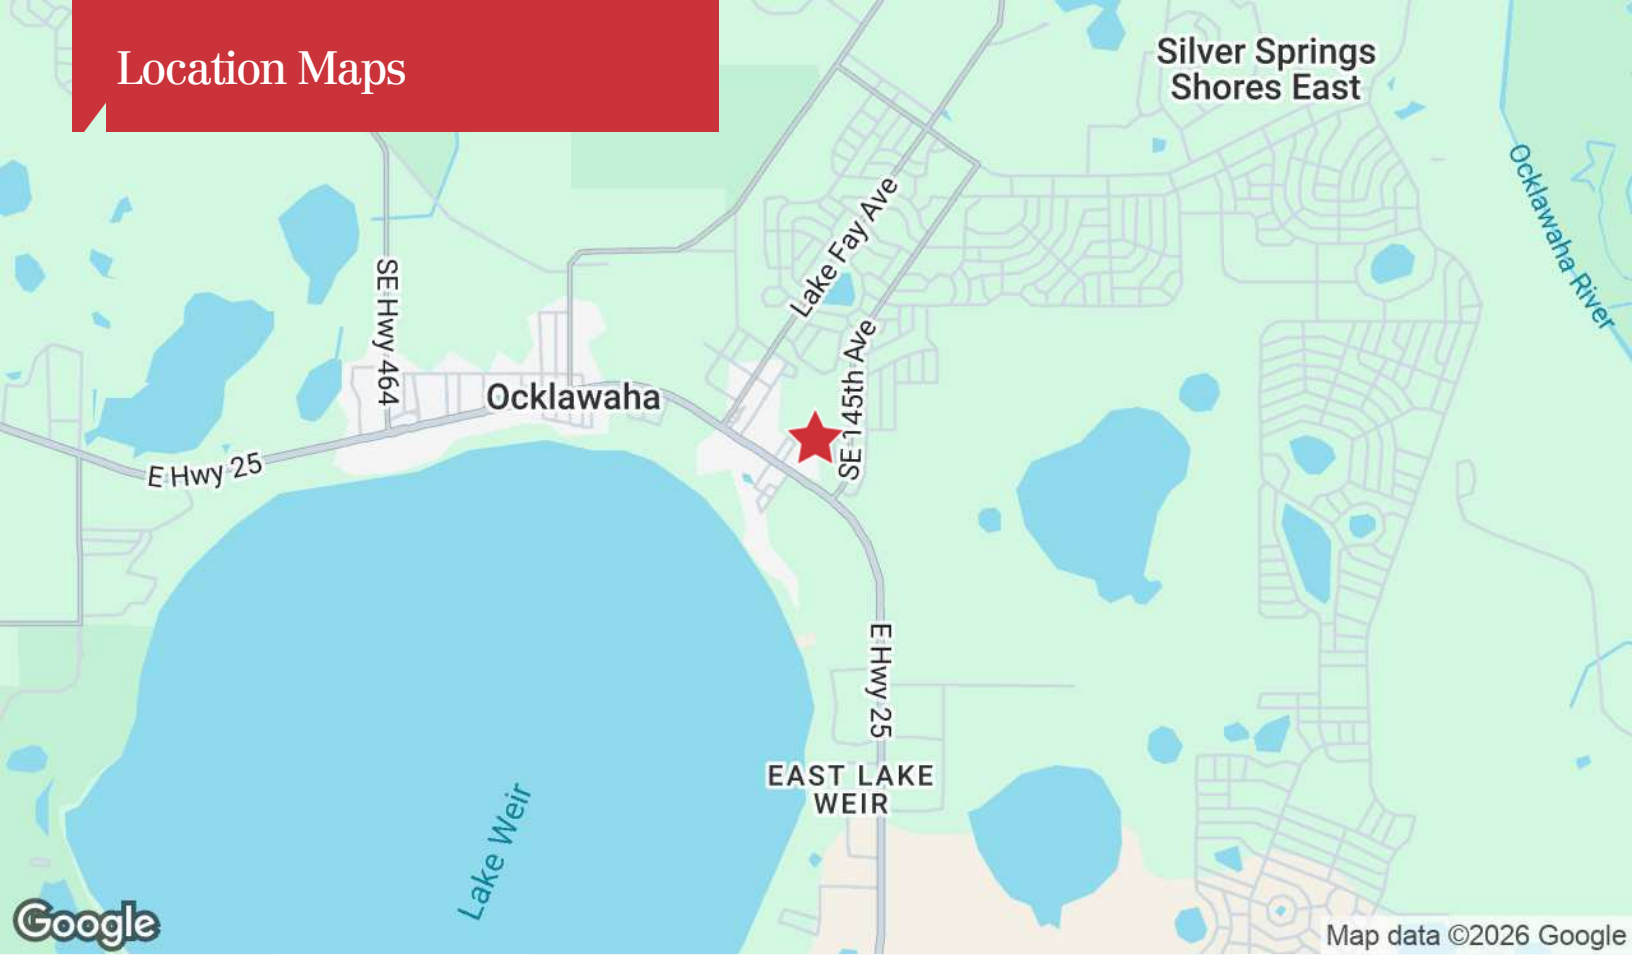 Location Maps
Silver Springs
Shores East
Ocklawaha River
Lake Fay Ave
SE Hwy 464
SE 145th Ave
Ocklawaha
E Hwy 25
E Hwy 25
EAST LAKE
WEIR
Lake Weir
Google
Map data ©2026 Google